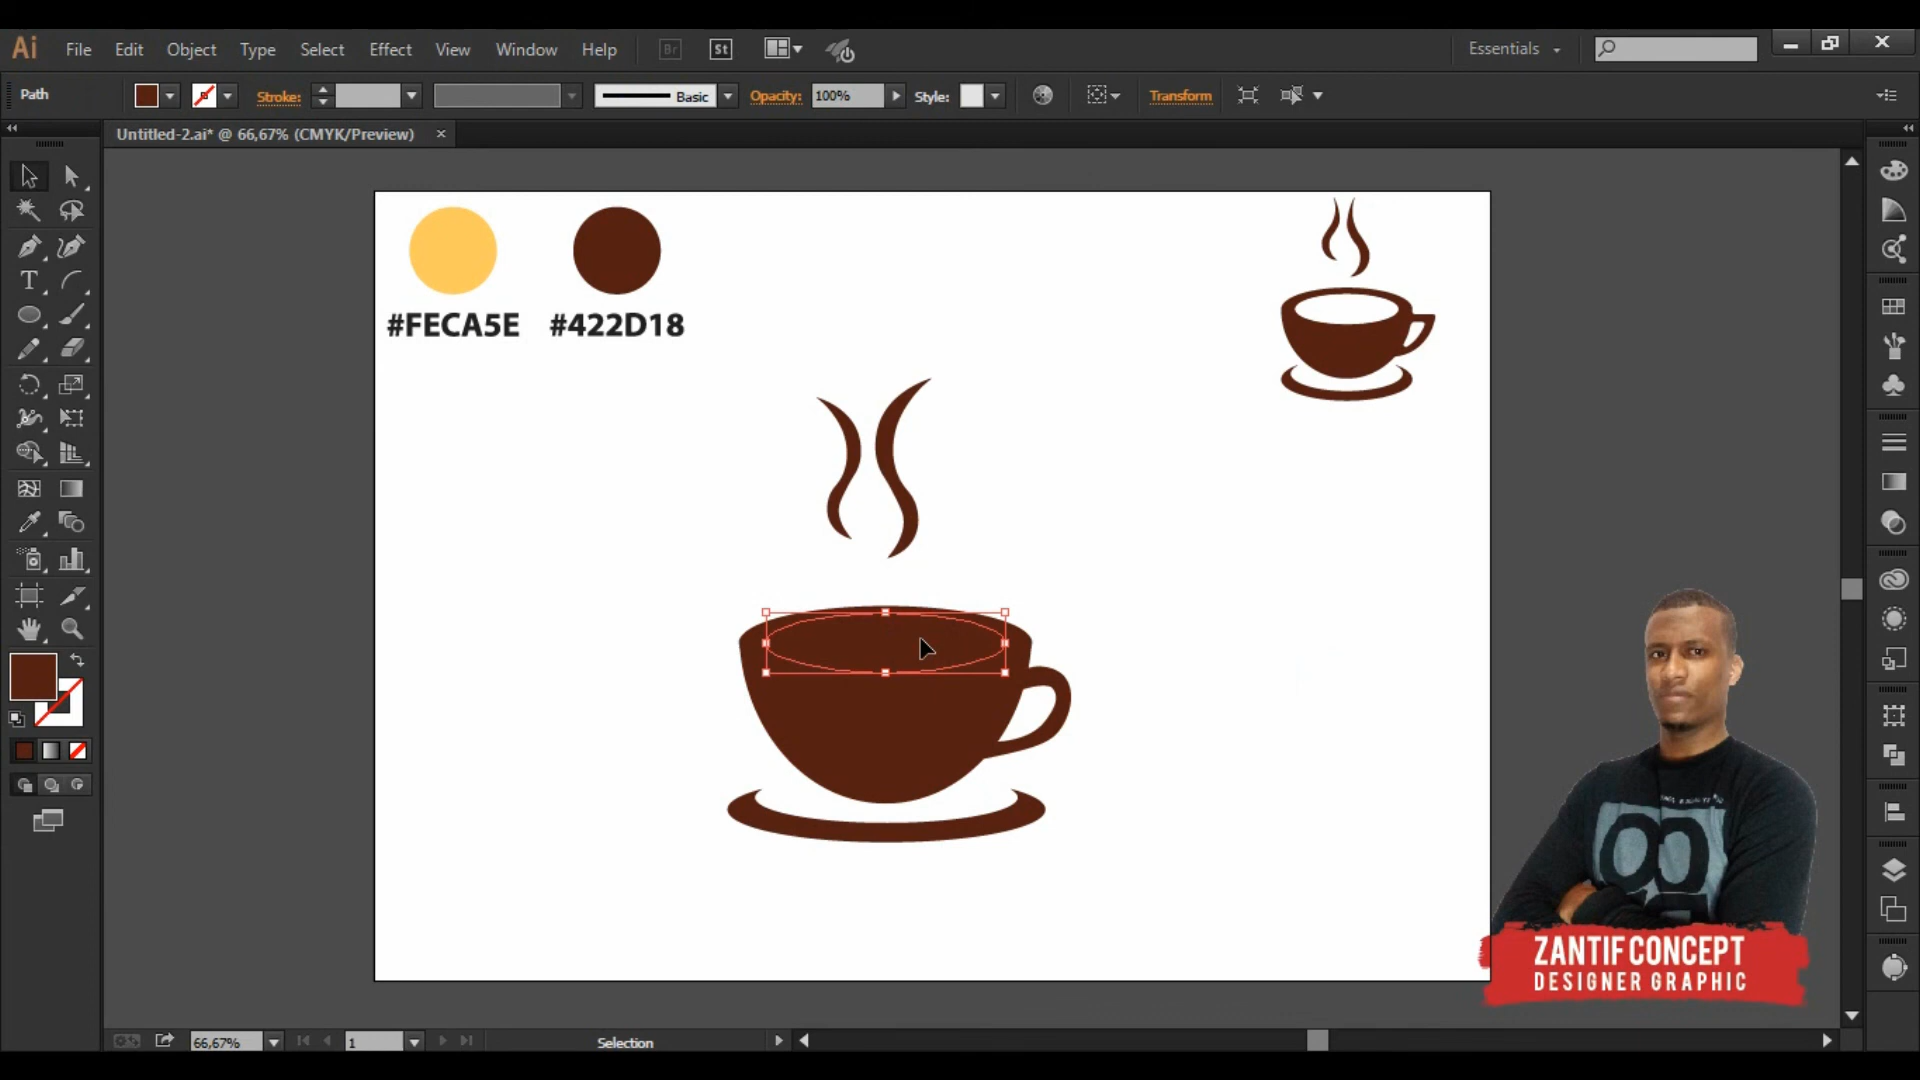 Ai File Edit Object Type Select Effect View Window Help Br St Essentials
Path Stroke: Basic Opacity: 100% Style: Transform
Untitled-2.ai* @ 66,67% (CMYK/Preview)
#FECA5E #422D18
ZANTIF CONCEPT
DESIGNER GRAPHIC
66,67% 1 Selection